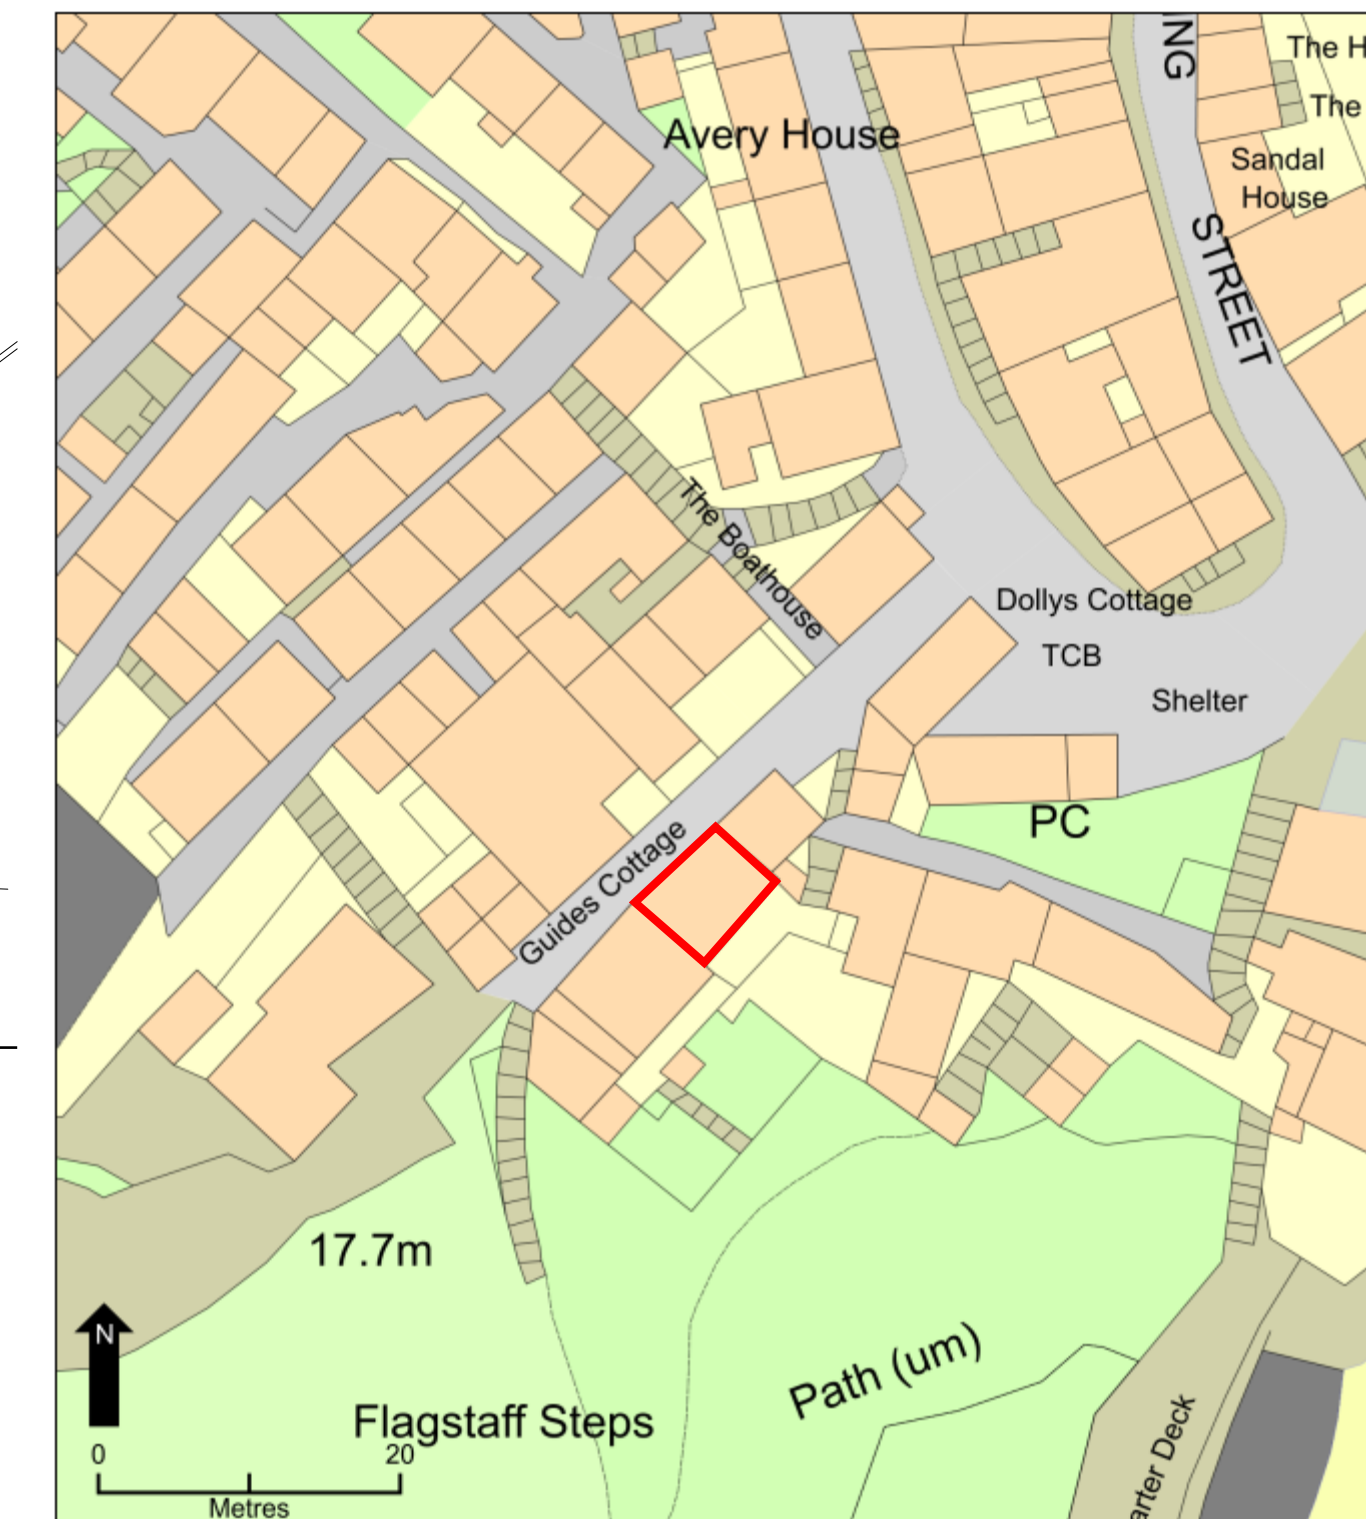 ING
The H
The
Avery House
Sandal
House
STREET
The Boathouse
Dollys Cottage
TCB
Shelter
PC
Guides Cottage
17.7m
N
Path (um)
Flagstaff Steps
arter Deck
0 20
Metres